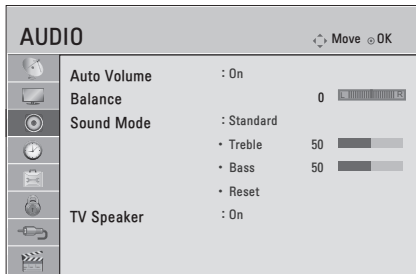 AUDIO Move OK
Auto Volume : On
Balance 0 L R
Sound Mode : Standard
• Treble 50
• Bass 50
• Reset
TV Speaker : On